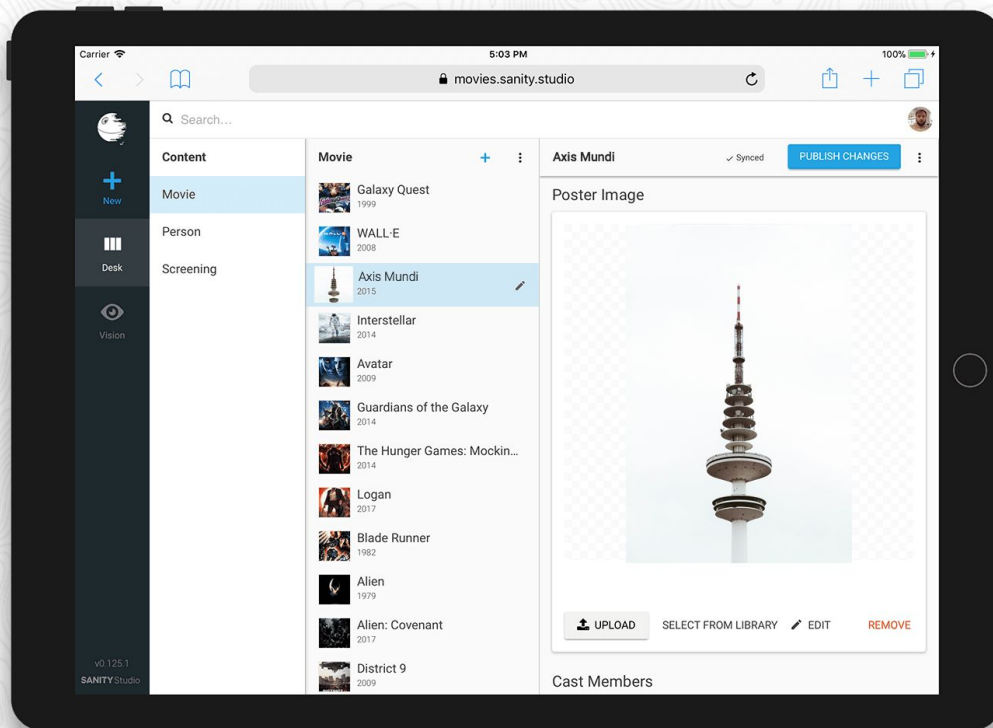 Carrier
5:03 PM
100%
movies.sanity.studio
Search...
New
Desk
Vision
v0.125.1
SANITY Studio
Content
Movie
Person
Screening
Movie
Galaxy Quest
1999
WALL·E
2008
Axis Mundi
2015
Interstellar
2014
Avatar
2009
Guardians of the Galaxy
2014
The Hunger Games: Mockin...
2014
Logan
2017
Blade Runner
1982
Alien
1979
Alien: Covenant
2017
District 9
2009
Axis Mundi
Synced
PUBLISH CHANGES
Poster Image
UPLOAD
SELECT FROM LIBRARY
EDIT
REMOVE
Cast Members